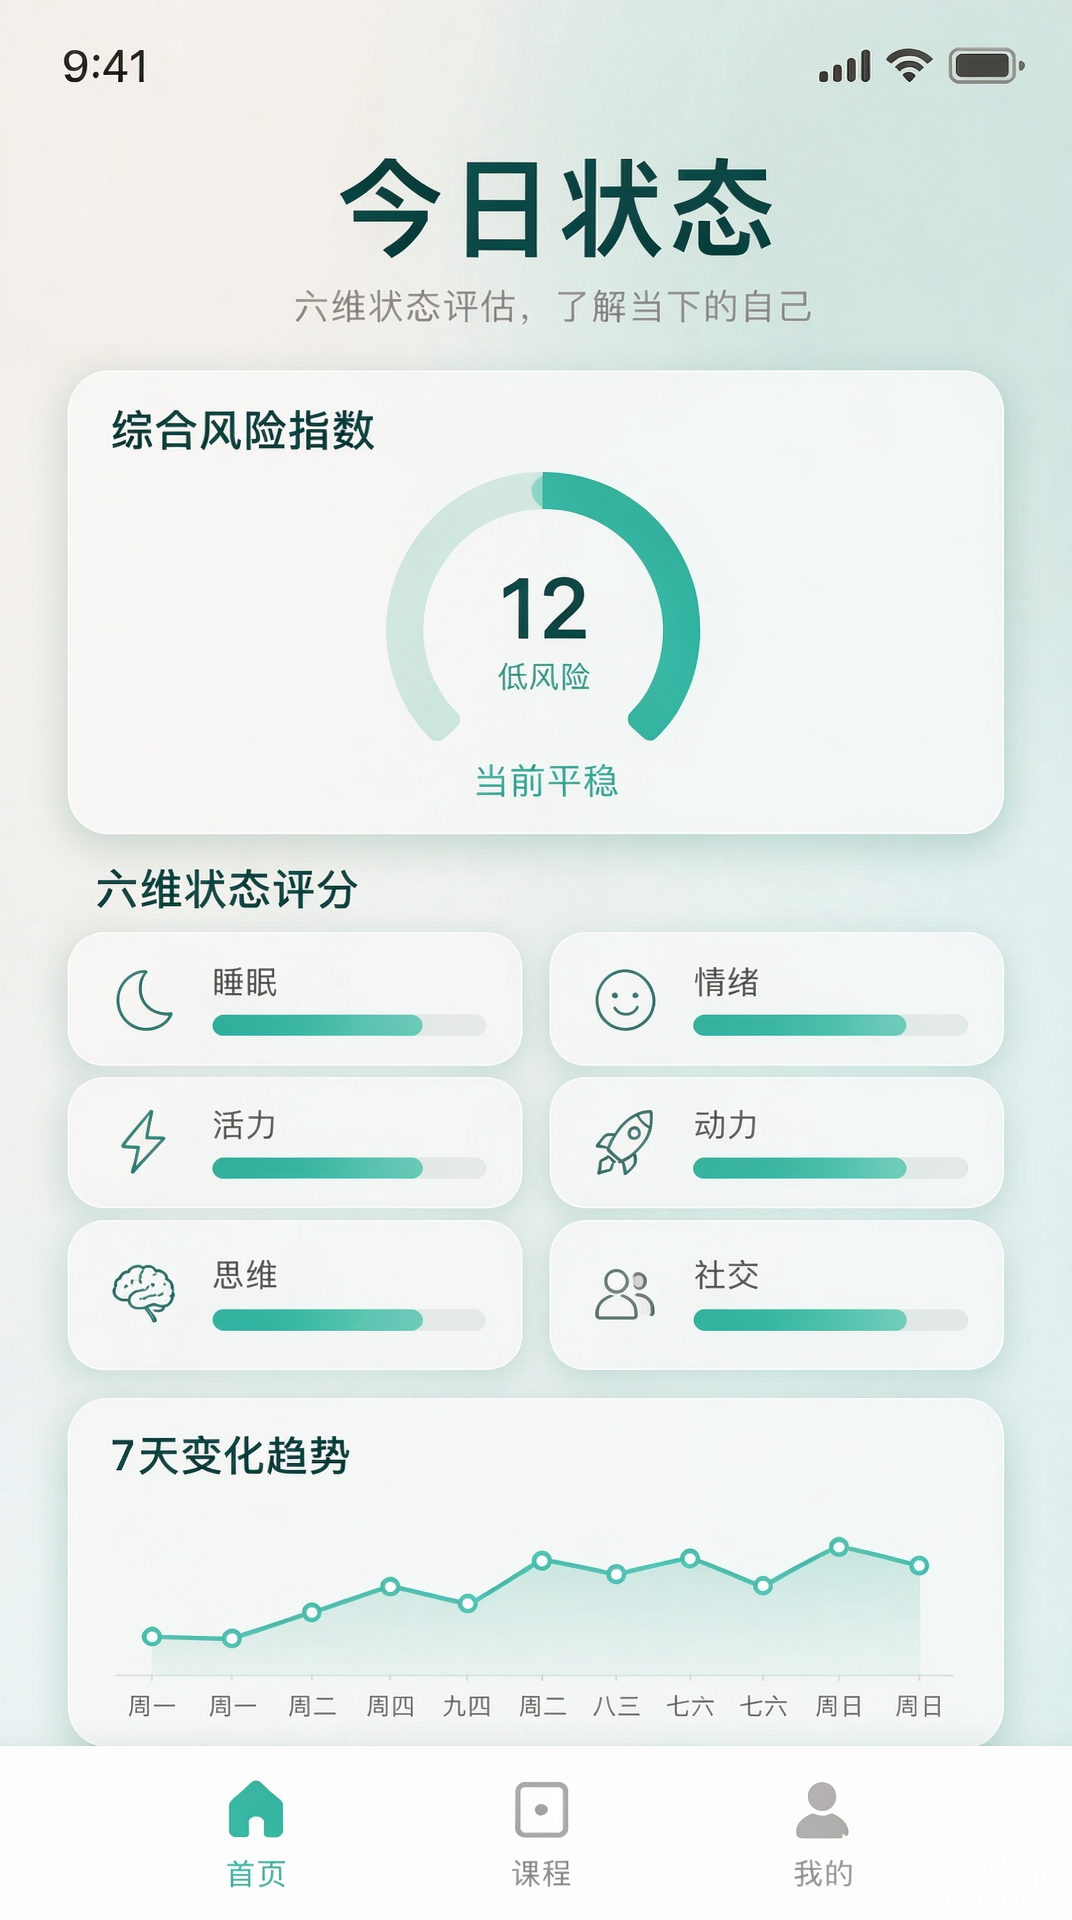 9:41
今日状态
六维状态评估，了解当下的自己
综合风险指数
12
低风险
当前平稳
六维状态评分
睡眠
情绪
活力
动力
思维
社交
7天变化趋势
周一 周一 周二 周四 九四 周二 八三 七六 七六 周日 周日
首页 课程 我的